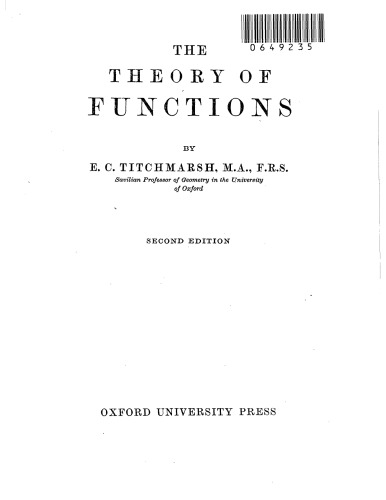 0649235
THE
THEORY OF
FUNCTIONS
BY
E. C. TITCHMARSH, M.A., F.R.S.
Savilian Professor of Geometry in the University
of Oxford
SECOND EDITION
OXFORD UNIVERSITY PRESS